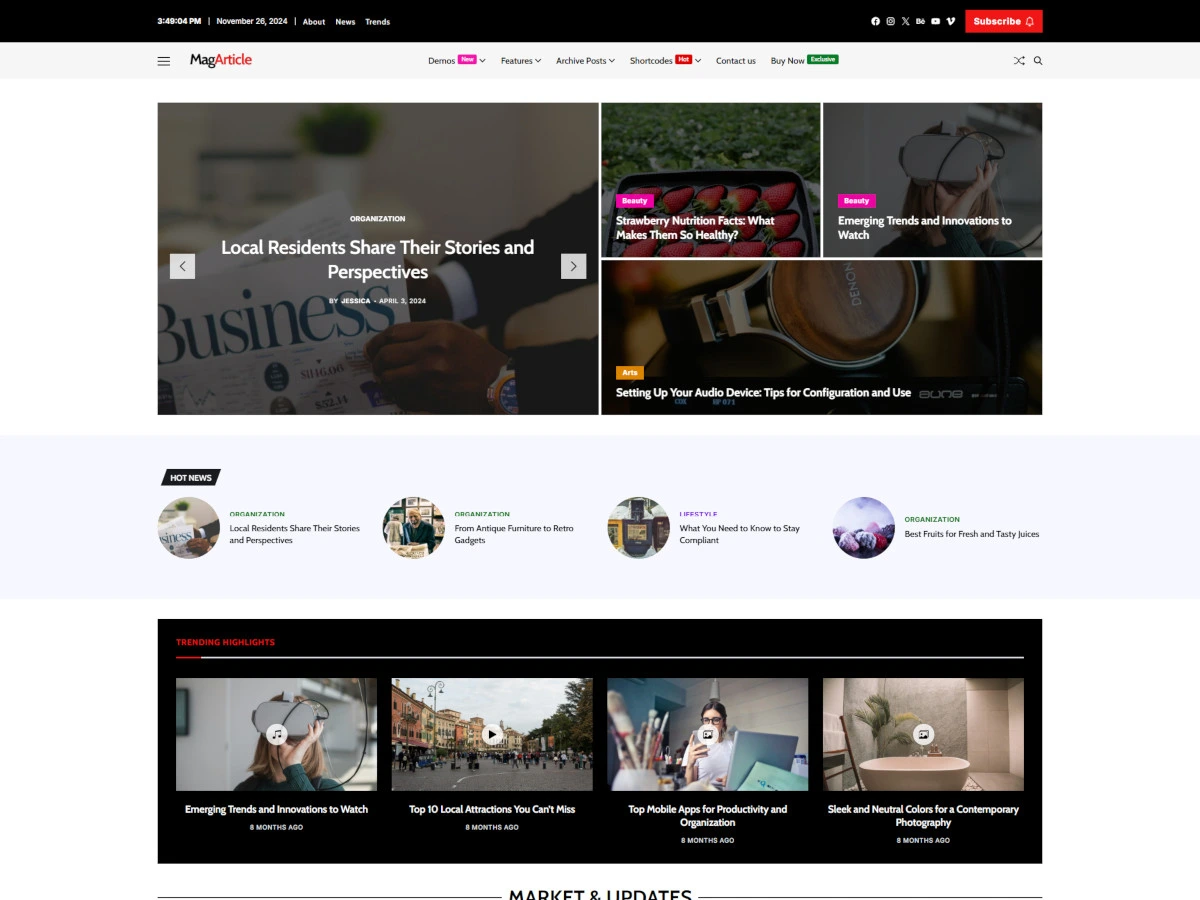 3:49:04 PM | November 26, 2024 | About News Trends
Subscribe
MagArticle
Demos New Features Archive Posts Shortcodes Hot Contact us Buy Now Exclusive
ORGANIZATION
Local Residents Share Their Stories and
Perspectives
BY JESSICA - APRIL 3, 2024
Business
Beauty
Strawberry Nutrition Facts: What
Makes Them So Healthy?
Beauty
Emerging Trends and Innovations to
Watch
DENON
Arts
Setting Up Your Audio Device: Tips for Configuration and Use
HOT NEWS
ORGANIZATION
Local Residents Share Their Stories
and Perspectives
ORGANIZATION
From Antique Furniture to Retro
Gadgets
LIFESTYLE
What You Need to Know to Stay
Compliant
ORGANIZATION
Best Fruits for Fresh and Tasty Juices
TRENDING HIGHLIGHTS
Emerging Trends and Innovations to Watch
8 MONTHS AGO
Top 10 Local Attractions You Can't Miss
8 MONTHS AGO
Top Mobile Apps for Productivity and
Organization
8 MONTHS AGO
Sleek and Neutral Colors for a Contemporary
Photography
8 MONTHS AGO
MARKET & UPDATES